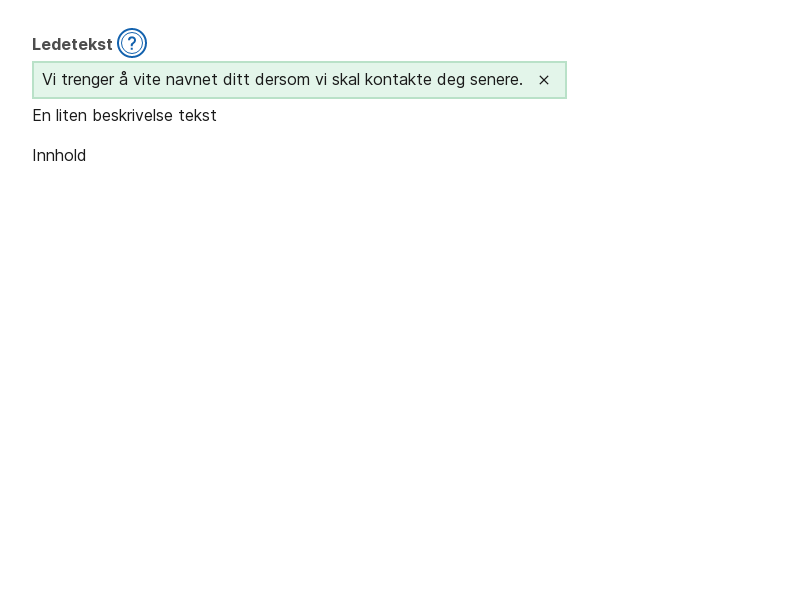 Ledetekst ?
Vi trenger å vite navnet ditt dersom vi skal kontakte deg senere.
En liten beskrivelse tekst
Innhold